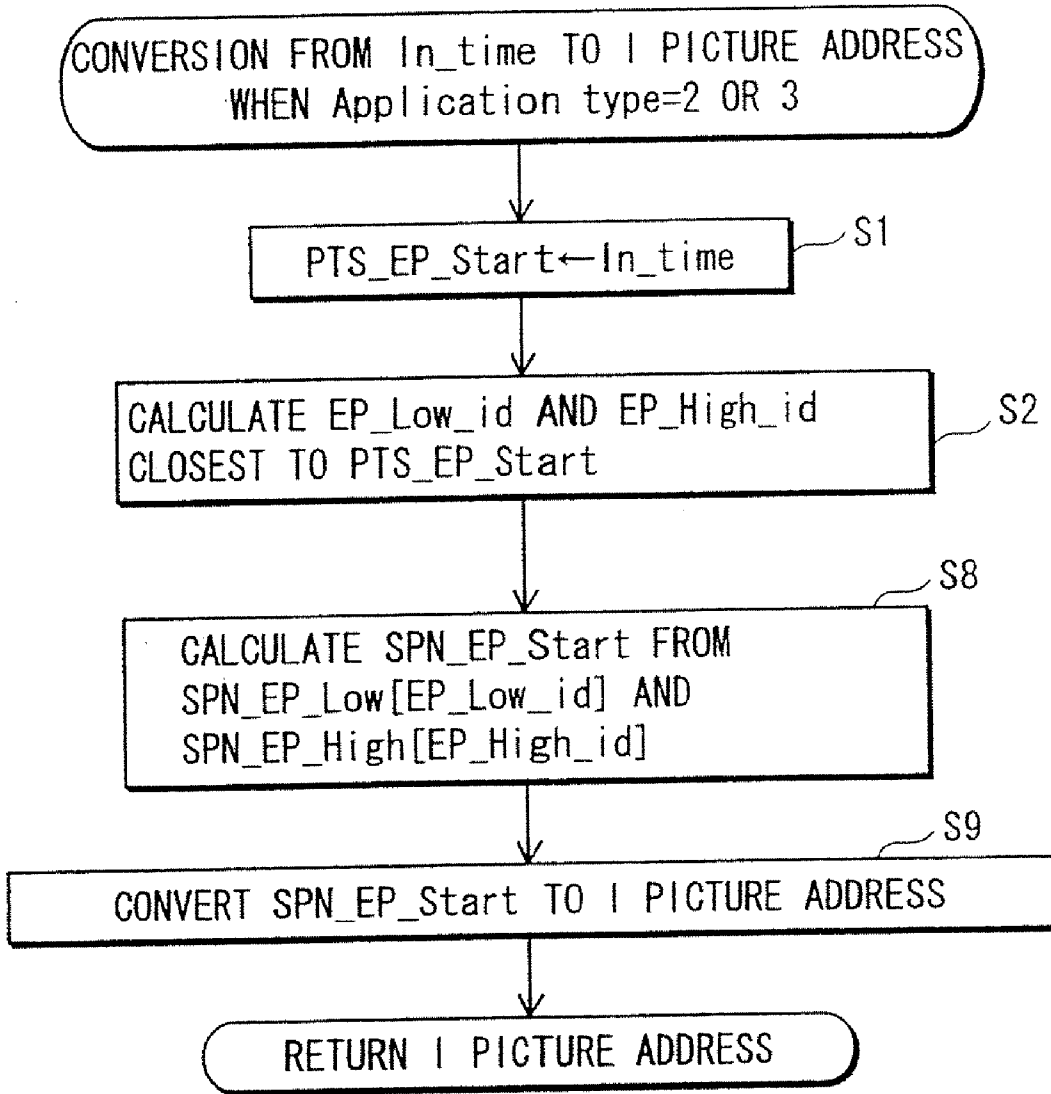 CONVERSION FROM In_time TO I PICTURE ADDRESS
WHEN Application type=2 OR 3
PTS_EP_Start←In_time
S1
CALCULATE EP_Low_id AND EP_High_id
CLOSEST TO PTS_EP_Start
S2
S8
CALCULATE SPN_EP_Start FROM
SPN_EP_Low[EP_Low_id] AND
SPN_EP_High[EP_High_id]
S9
CONVERT SPN_EP_Start TO I PICTURE ADDRESS
RETURN I PICTURE ADDRESS